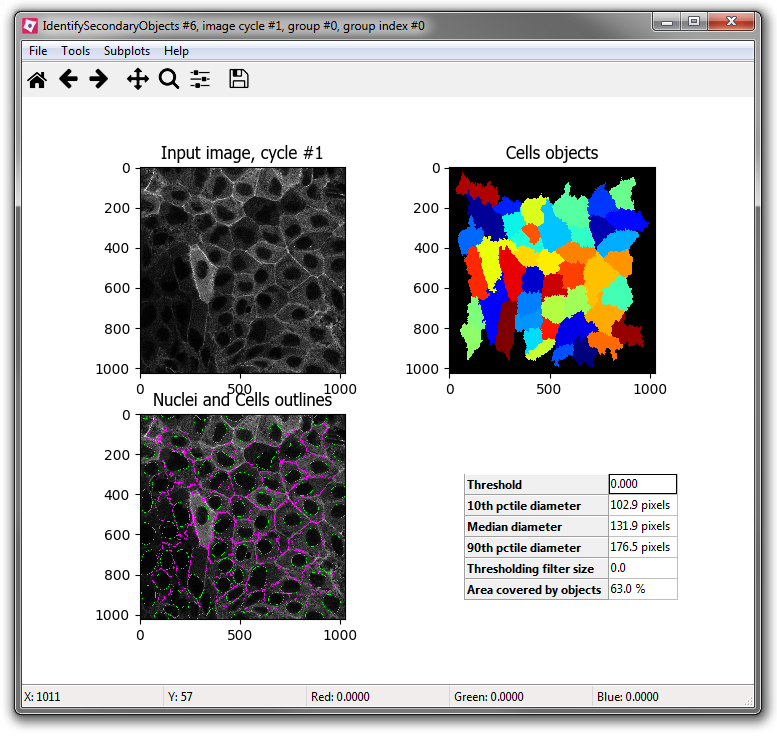 IdentifySecondaryObjects #6, image cycle #1, group #0, group index #0
File Tools Subplots Help
Input image, cycle #1
0
200
400
600
800
1000
0 500 1000
Cells objects
0
200
400
600
800
1000
0 500 1000
Nuclei and Cells outlines
0
200
400
600
800
1000
0 500 1000
Threshold 0.000
10th pctile diameter 102.9 pixels
Median diameter 131.9 pixels
90th pctile diameter 176.5 pixels
Thresholding filter size 0.0
Area covered by objects 63.0 %
X: 1011 Y: 57 Red: 0.0000 Green: 0.0000 Blue: 0.0000